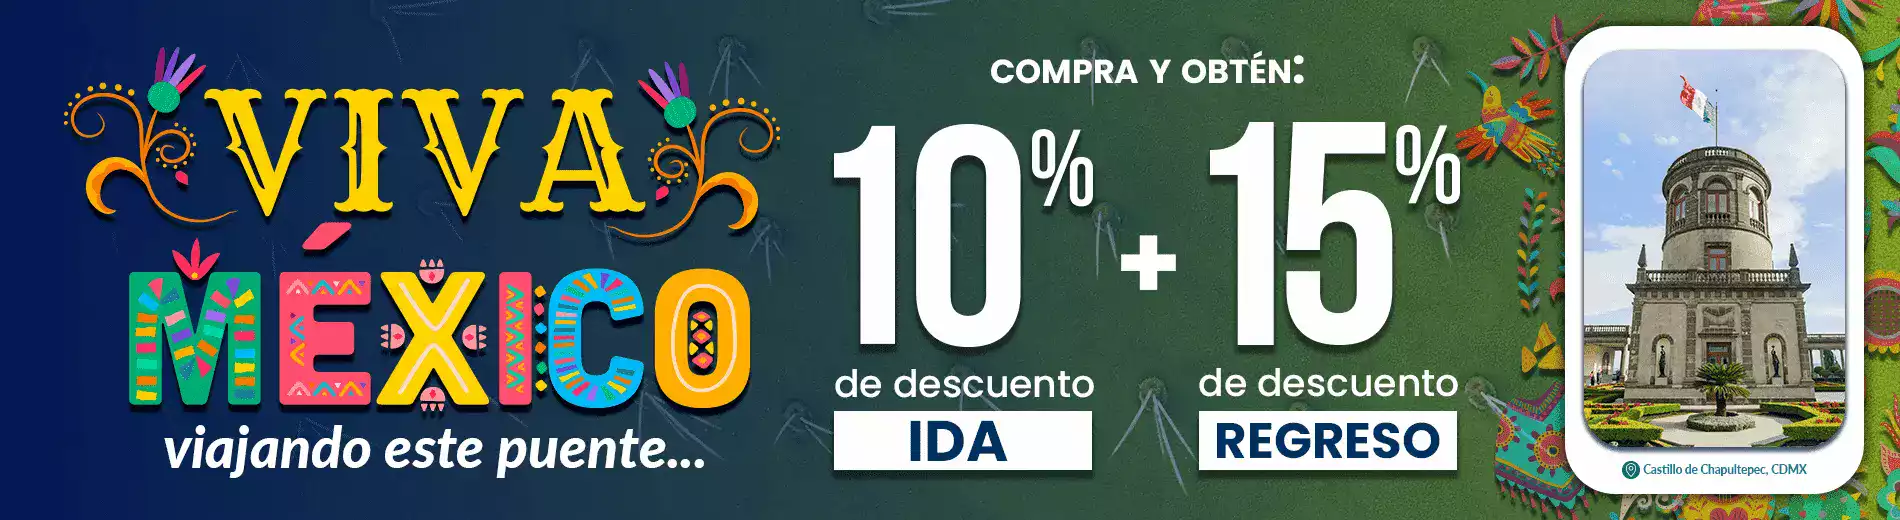 VIVA
MÉXICO
viajando este puente...
COMPRA Y OBTÉN:
10%
de descuento
IDA
+
15%
de descuento
REGRESO
Castillo de Chapultepec, CDMX